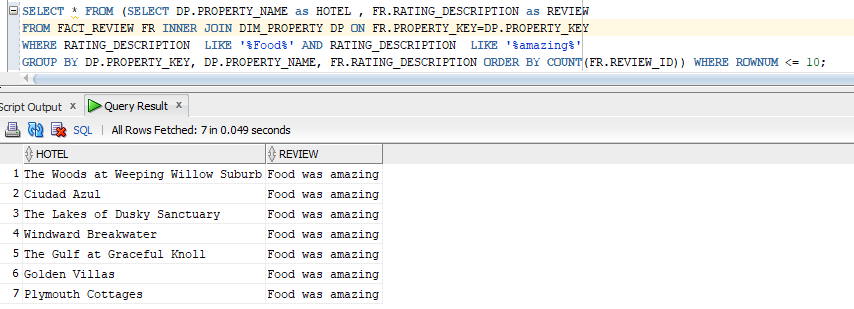 SELECT * FROM (SELECT DP.PROPERTY_NAME as HOTEL , FR.RATING_DESCRIPTION as REVIEW
FROM FACT_REVIEW FR INNER JOIN DIM_PROPERTY DP ON FR.PROPERTY_KEY=DP.PROPERTY_KEY
WHERE RATING_DESCRIPTION LIKE '%Food%' AND RATING_DESCRIPTION LIKE '%amazing%'
GROUP BY DP.PROPERTY_KEY, DP.PROPERTY_NAME, FR.RATING_DESCRIPTION ORDER BY COUNT(FR.REVIEW_ID)) WHERE ROWNUM <= 10;
Script Output x Query Result x
SQL | All Rows Fetched: 7 in 0.049 seconds
HOTEL REVIEW
1 The Woods at Weeping Willow Suburb Food was amazing
2 Ciudad Azul Food was amazing
3 The Lakes of Dusky Sanctuary Food was amazing
4 Windward Breakwater Food was amazing
5 The Gulf at Graceful Knoll Food was amazing
6 Golden Villas Food was amazing
7 Plymouth Cottages Food was amazing